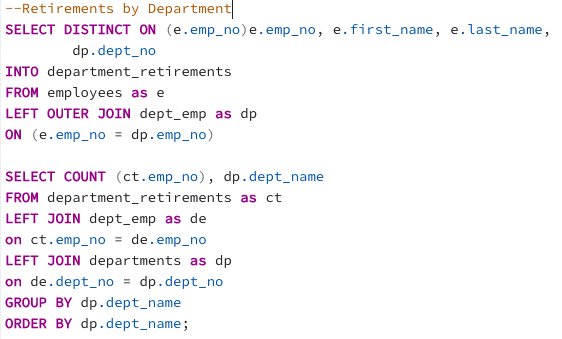 --Retirements by Department
SELECT DISTINCT ON (e.emp_no)e.emp_no, e.first_name, e.last_name,
dp.dept_no
INTO department_retirements
FROM employees as e
LEFT OUTER JOIN dept_emp as dp
ON (e.emp_no = dp.emp_no)
SELECT COUNT (ct.emp_no), dp.dept_name
FROM department_retirements as ct
LEFT JOIN dept_emp as de
on ct.emp_no = de.emp_no
LEFT JOIN departments as dp
on de.dept_no = dp.dept_no
GROUP BY dp.dept_name
ORDER BY dp.dept_name;